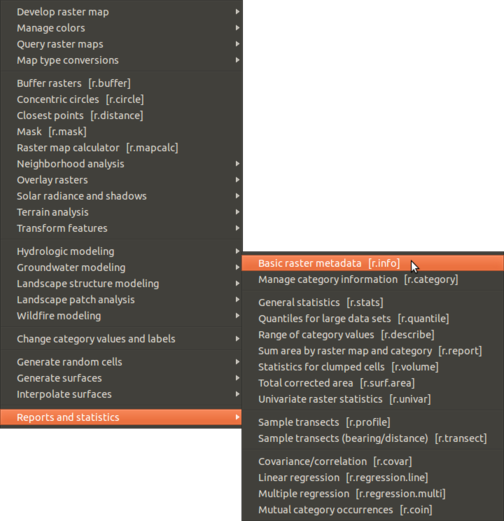 Develop raster map
Manage colors
Query raster maps
Map type conversions
Buffer rasters [r.buffer]
Concentric circles [r.circle]
Closest points [r.distance]
Mask [r.mask]
Raster map calculator [r.mapcalc]
Neighborhood analysis
Overlay rasters
Solar radiance and shadows
Terrain analysis
Transform features
Hydrologic modeling
Groundwater modeling
Landscape structure modeling
Landscape patch analysis
Wildfire modeling
Change category values and labels
Generate random cells
Generate surfaces
Interpolate surfaces
Reports and statistics
Basic raster metadata [r.info]
Manage category information [r.category]
General statistics [r.stats]
Quantiles for large data sets [r.quantile]
Range of category values [r.describe]
Sum area by raster map and category [r.report]
Statistics for clumped cells [r.volume]
Total corrected area [r.surf.area]
Univariate raster statistics [r.univar]
Sample transects [r.profile]
Sample transects (bearing/distance) [r.transect]
Covariance/correlation [r.covar]
Linear regression [r.regression.line]
Multiple regression [r.regression.multi]
Mutual category occurrences [r.coin]